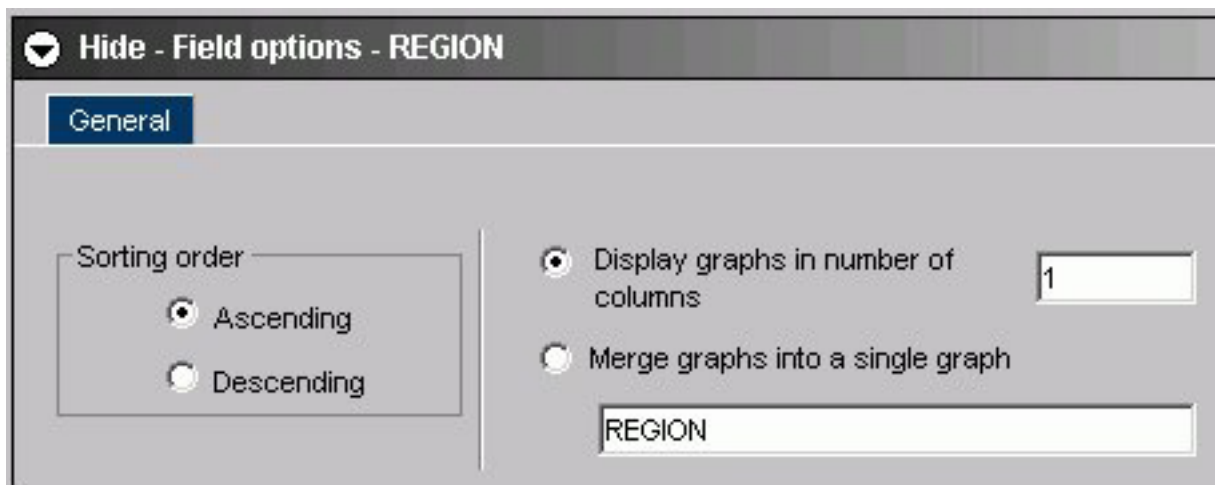 Hide - Field options - REGION
General
Sorting order
Ascending
Descending
Display graphs in number of
columns
1
Merge graphs into a single graph
REGION